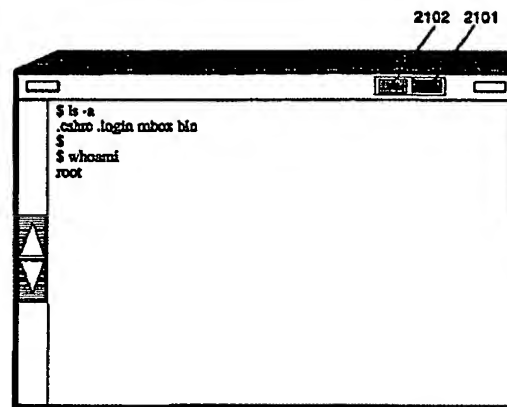 2102 2101
$ ls -a
.cshrc .login mbox bin
$
$ whoami
root